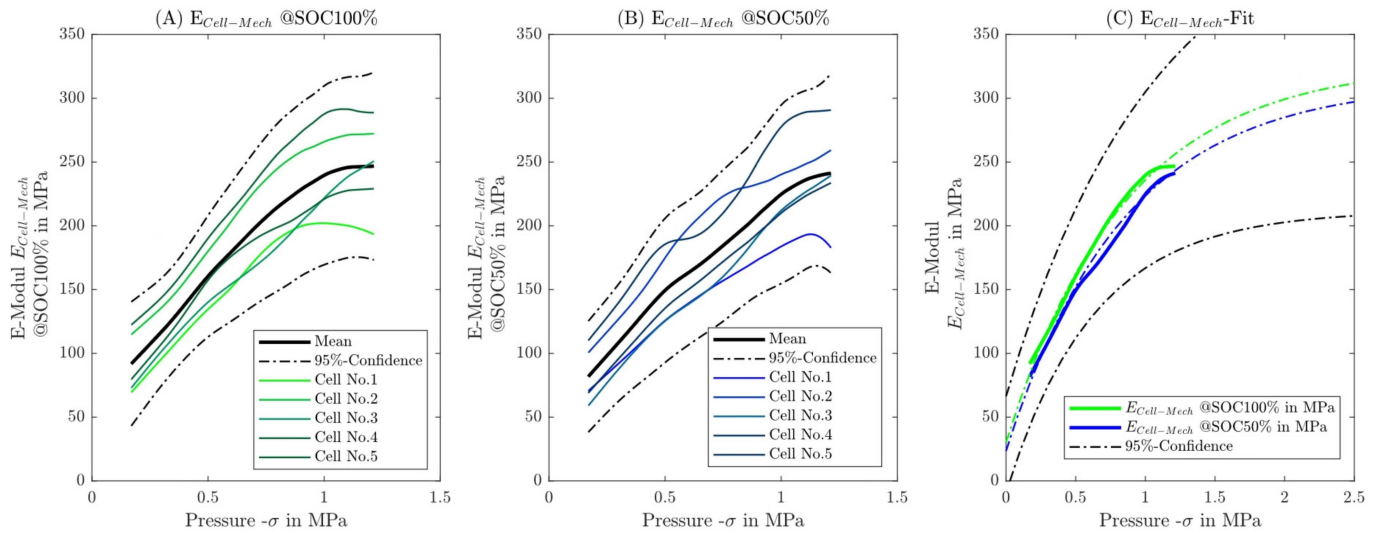 (A) E_{Cell-Mech} @SOC100%
350
300
250
200
150
100
50
0
0
0.5
1
1.5
E-Modul E_{Cell-Mech}
@SOC100% in MPa
Pressure -σ in MPa
Mean
95%-Confidence
Cell No.1
Cell No.2
Cell No.3
Cell No.4
Cell No.5
(B) E_{Cell-Mech} @SOC50%
350
300
250
200
150
100
50
0
0
0.5
1
1.5
E-Modul E_{Cell-Mech}
@SOC50% in MPa
Pressure -σ in MPa
Mean
95%-Confidence
Cell No.1
Cell No.2
Cell No.3
Cell No.4
Cell No.5
(C) E_{Cell-Mech}-Fit
350
300
250
200
150
100
50
0
0
0.5
1
1.5
2
2.5
E-Modul
E_{Cell-Mech} in MPa
Pressure -σ in MPa
E_{Cell-Mech} @SOC100% in MPa
E_{Cell-Mech} @SOC50% in MPa
95%-Confidence